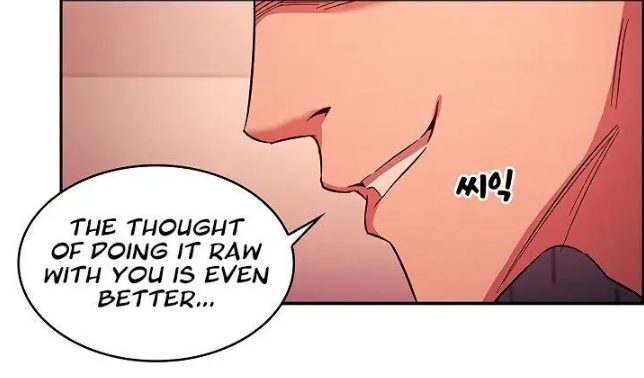 씨익
THE THOUGHT
OF DOING IT RAW
WITH YOU IS EVEN
BETTER...